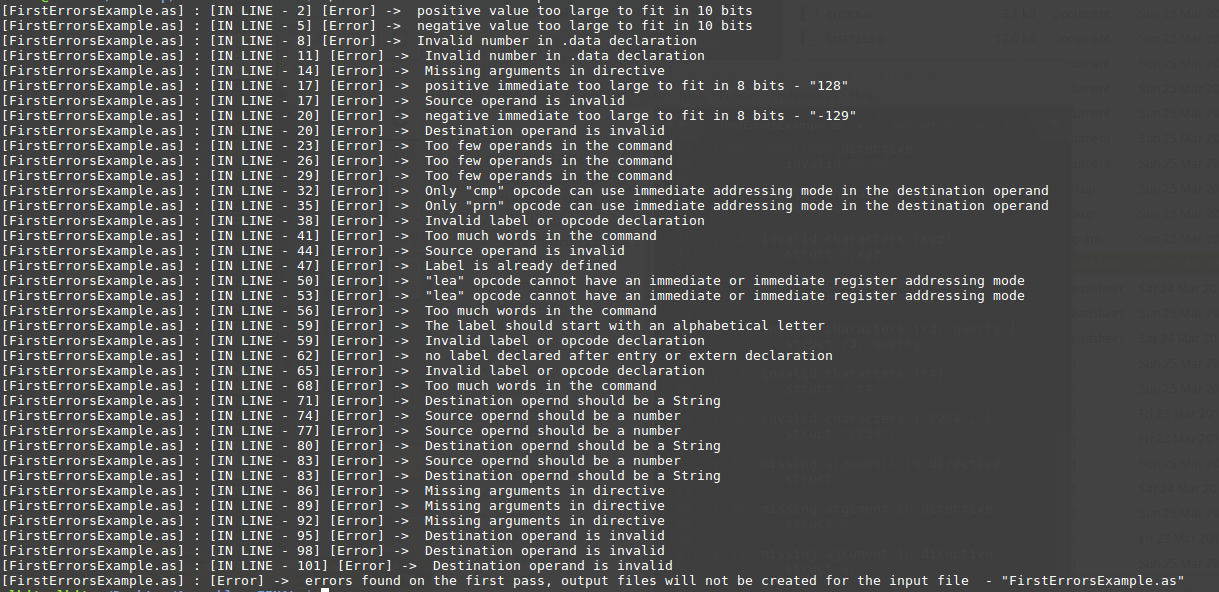 [FirstErrorsExample.as] : [IN LINE - 2] [Error] ->  positive value too large to fit in 10 bits
[FirstErrorsExample.as] : [IN LINE - 5] [Error] ->  negative value too large to fit in 10 bits
[FirstErrorsExample.as] : [IN LINE - 8] [Error] ->  Invalid number in .data declaration
[FirstErrorsExample.as] : [IN LINE - 11] [Error] ->  Invalid number in .data declaration
[FirstErrorsExample.as] : [IN LINE - 14] [Error] ->  Missing arguments in directive
[FirstErrorsExample.as] : [IN LINE - 17] [Error] ->  positive immediate too large to fit in 8 bits - "128"
[FirstErrorsExample.as] : [IN LINE - 17] [Error] ->  Source operand is invalid
[FirstErrorsExample.as] : [IN LINE - 20] [Error] ->  negative immediate too large to fit in 8 bits - "-129"
[FirstErrorsExample.as] : [IN LINE - 20] [Error] ->  Destination operand is invalid
[FirstErrorsExample.as] : [IN LINE - 23] [Error] ->  Too few operands in the command
[FirstErrorsExample.as] : [IN LINE - 26] [Error] ->  Too few operands in the command
[FirstErrorsExample.as] : [IN LINE - 29] [Error] ->  Too few operands in the command
[FirstErrorsExample.as] : [IN LINE - 32] [Error] ->  Only "cmp" opcode can use immediate addressing mode in the destination operand
[FirstErrorsExample.as] : [IN LINE - 35] [Error] ->  Only "prn" opcode can use immediate addressing mode in the destination operand
[FirstErrorsExample.as] : [IN LINE - 38] [Error] ->  Invalid label or opcode declaration
[FirstErrorsExample.as] : [IN LINE - 41] [Error] ->  Too much words in the command
[FirstErrorsExample.as] : [IN LINE - 44] [Error] ->  Source operand is invalid
[FirstErrorsExample.as] : [IN LINE - 47] [Error] ->  Label is already defined
[FirstErrorsExample.as] : [IN LINE - 50] [Error] ->  "lea" opcode cannot have an immediate or immediate register addressing mode
[FirstErrorsExample.as] : [IN LINE - 53] [Error] ->  "lea" opcode cannot have an immediate or immediate register addressing mode
[FirstErrorsExample.as] : [IN LINE - 56] [Error] ->  Too much words in the command
[FirstErrorsExample.as] : [IN LINE - 59] [Error] ->  The label should start with an alphabetical letter
[FirstErrorsExample.as] : [IN LINE - 59] [Error] ->  Invalid label or opcode declaration
[FirstErrorsExample.as] : [IN LINE - 62] [Error] ->  no label declared after entry or extern declaration
[FirstErrorsExample.as] : [IN LINE - 65] [Error] ->  Invalid label or opcode declaration
[FirstErrorsExample.as] : [IN LINE - 68] [Error] ->  Too much words in the command
[FirstErrorsExample.as] : [IN LINE - 71] [Error] ->  Destination opernd should be a String
[FirstErrorsExample.as] : [IN LINE - 74] [Error] ->  Source opernd should be a number
[FirstErrorsExample.as] : [IN LINE - 77] [Error] ->  Source opernd should be a number
[FirstErrorsExample.as] : [IN LINE - 80] [Error] ->  Destination opernd should be a String
[FirstErrorsExample.as] : [IN LINE - 83] [Error] ->  Source opernd should be a number
[FirstErrorsExample.as] : [IN LINE - 83] [Error] ->  Destination opernd should be a String
[FirstErrorsExample.as] : [IN LINE - 86] [Error] ->  Missing arguments in directive
[FirstErrorsExample.as] : [IN LINE - 89] [Error] ->  Missing arguments in directive
[FirstErrorsExample.as] : [IN LINE - 92] [Error] ->  Missing arguments in directive
[FirstErrorsExample.as] : [IN LINE - 95] [Error] ->  Destination operand is invalid
[FirstErrorsExample.as] : [IN LINE - 98] [Error] ->  Destination operand is invalid
[FirstErrorsExample.as] : [IN LINE - 101] [Error] ->  Destination operand is invalid
[FirstErrorsExample.as] : [Error] ->  errors found on the first pass, output files will not be created for the input file  - "FirstErrorsExample.as"